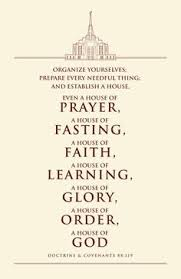 ORGANIZE YOURSELVES;
PREPARE EVERY NEEDFUL THING;
AND ESTABLISH A HOUSE,
EVEN A HOUSE OF
PRAYER,
A HOUSE OF
FASTING,
A HOUSE OF
FAITH,
A HOUSE OF
LEARNING,
A HOUSE OF
GLORY,
A HOUSE OF
ORDER,
A HOUSE OF
GOD
DOCTRINE & COVENANTS 88:119